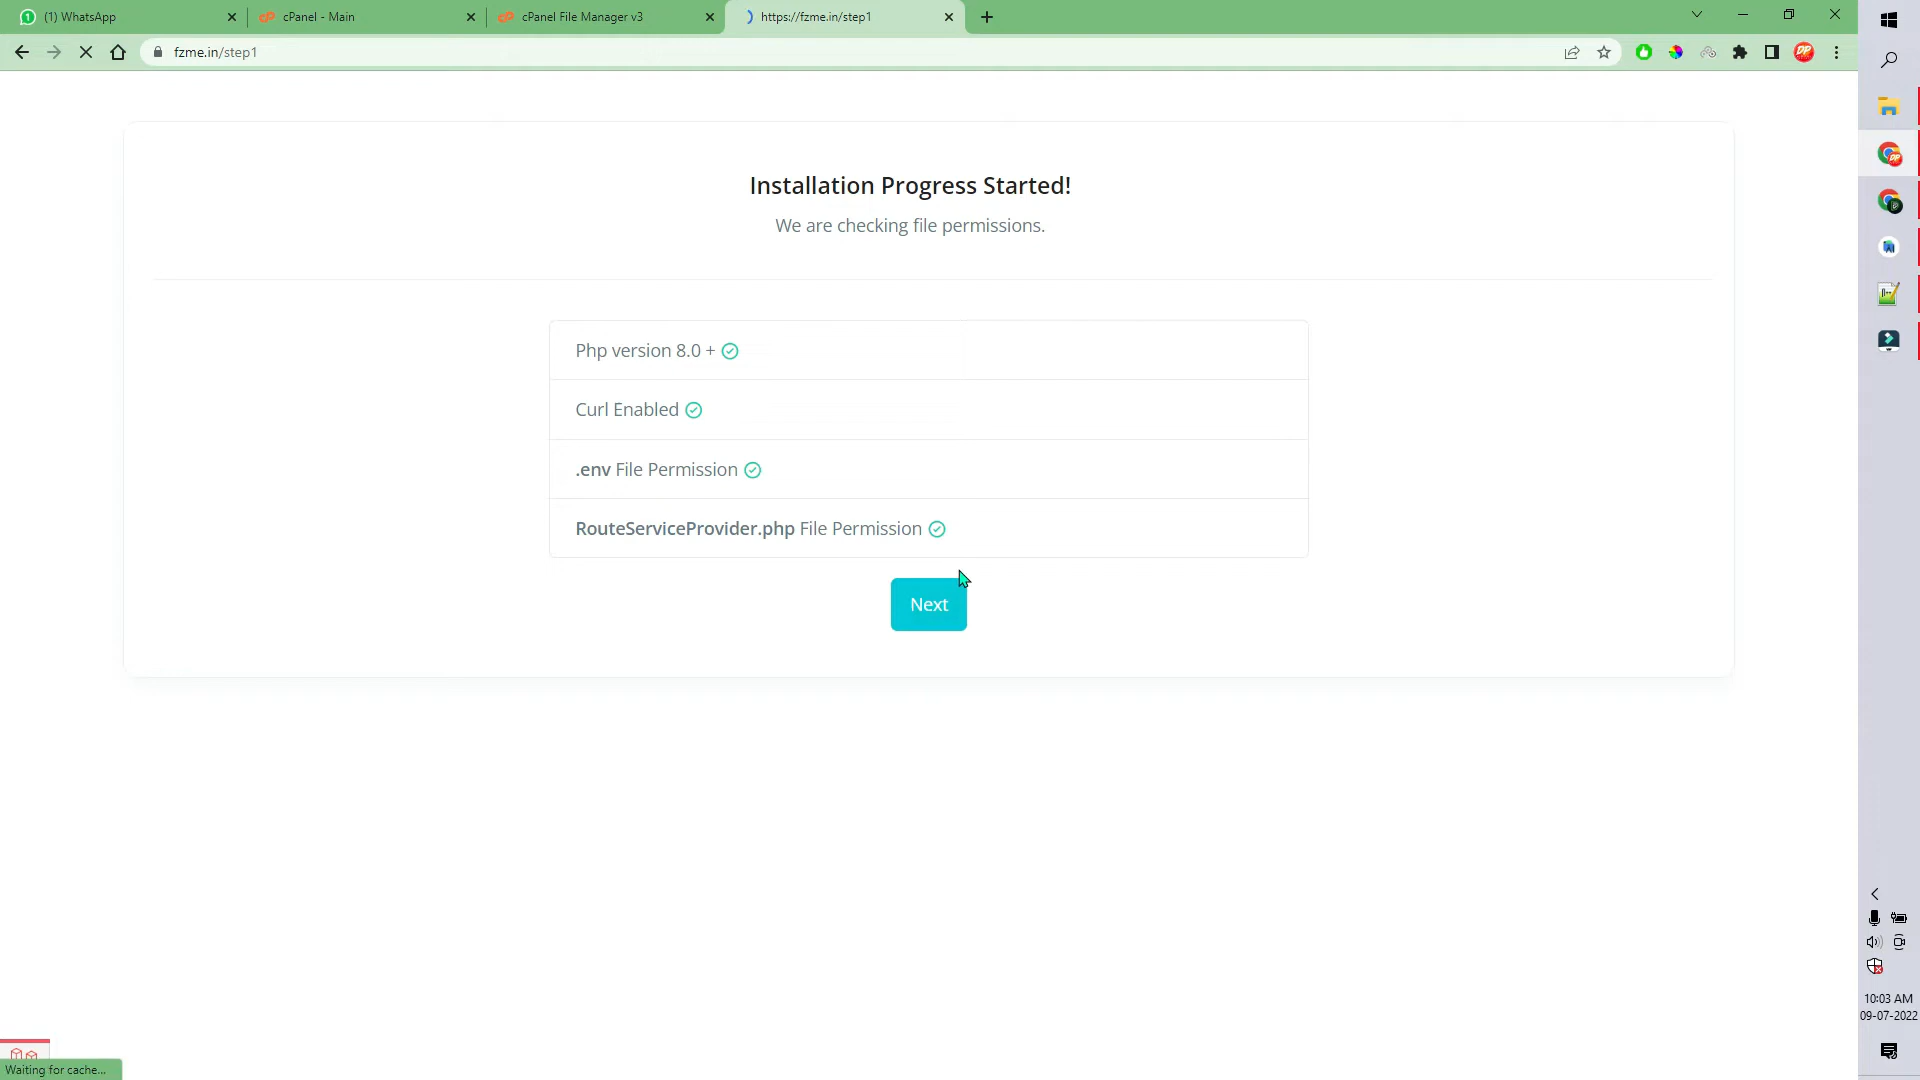 (1) WhatsApp
cPanel - Main
cPanel File Manager v3
https://fzme.in/step1
fzme.in/step1
Installation Progress Started!
We are checking file permissions.
Php version 8.0 +
Curl Enabled
.env File Permission
RouteServiceProvider.php File Permission
Next
10:03 AM
09-07-2022
Waiting for cache...